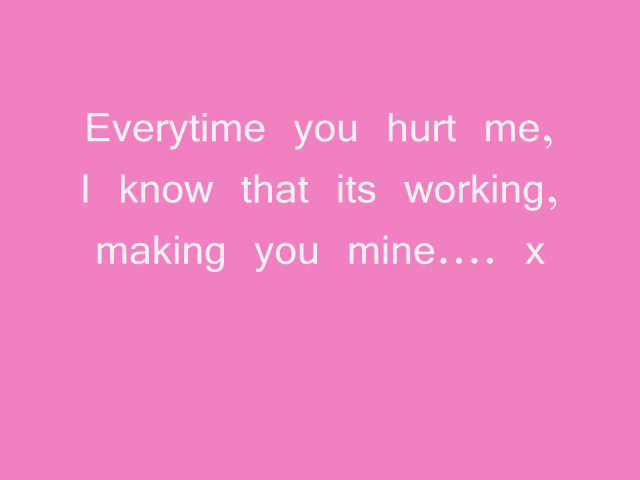 Everytime you hurt me,
I know that its working,
making you mine.... x